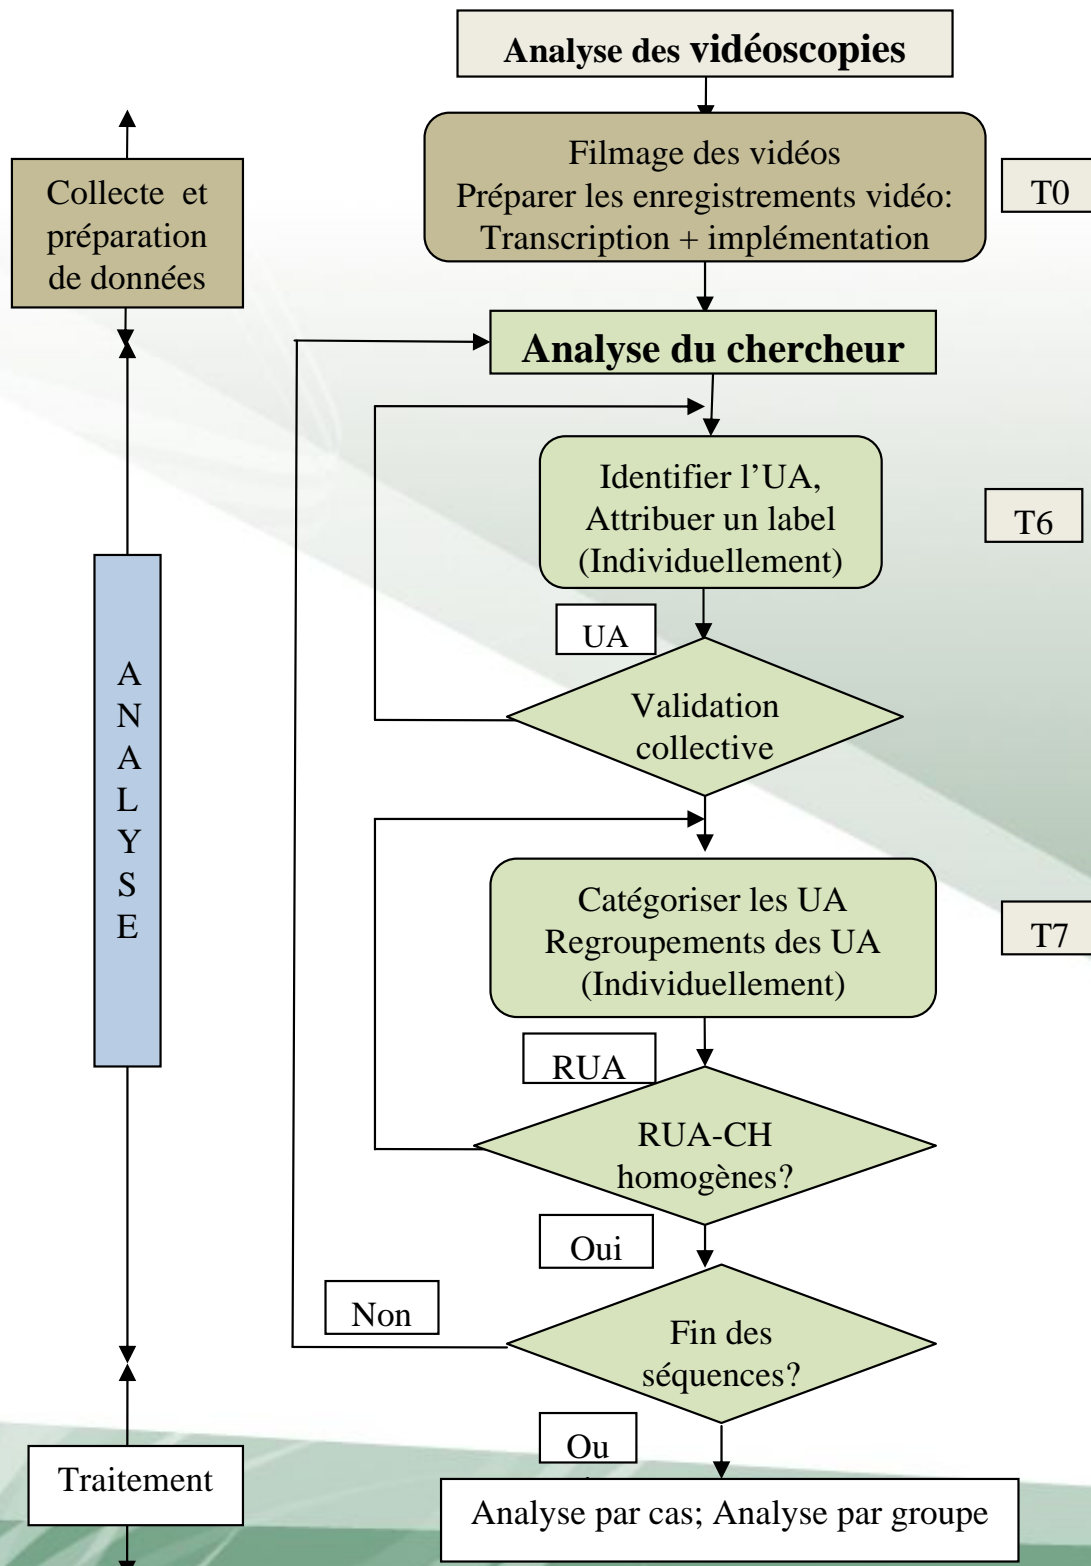 Analyse des vidéoscopies
Filmage des vidéos
Préparer les enregistrements vidéo:
Transcription + implémentation
T0
Collecte et
préparation
de données
Analyse du chercheur
Identifier l’UA,
Attribuer un label
(Individuellement)
T6
UA
Validation
collective
A
N
A
L
Y
S
E
Catégoriser les UA
Regroupements des UA
(Individuellement)
T7
RUA
RUA-CH
homogènes?
Oui
Non
Fin des
séquences?
Ou
Traitement
Analyse par cas; Analyse par groupe